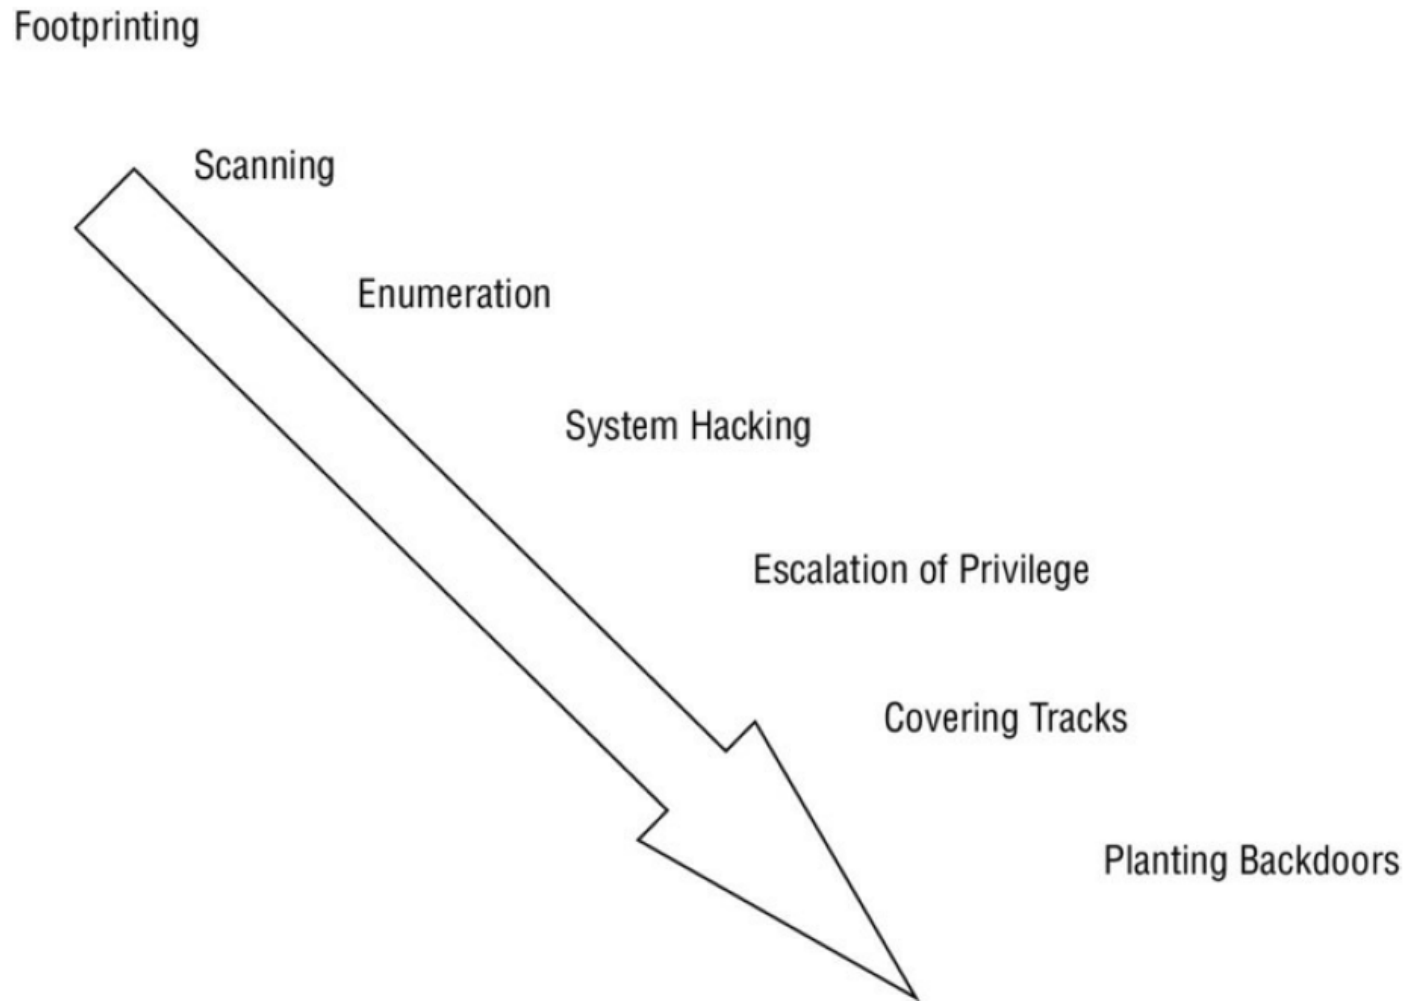 Footprinting
Scanning
Enumeration
System Hacking
Escalation of Privilege
Covering Tracks
Planting Backdoors